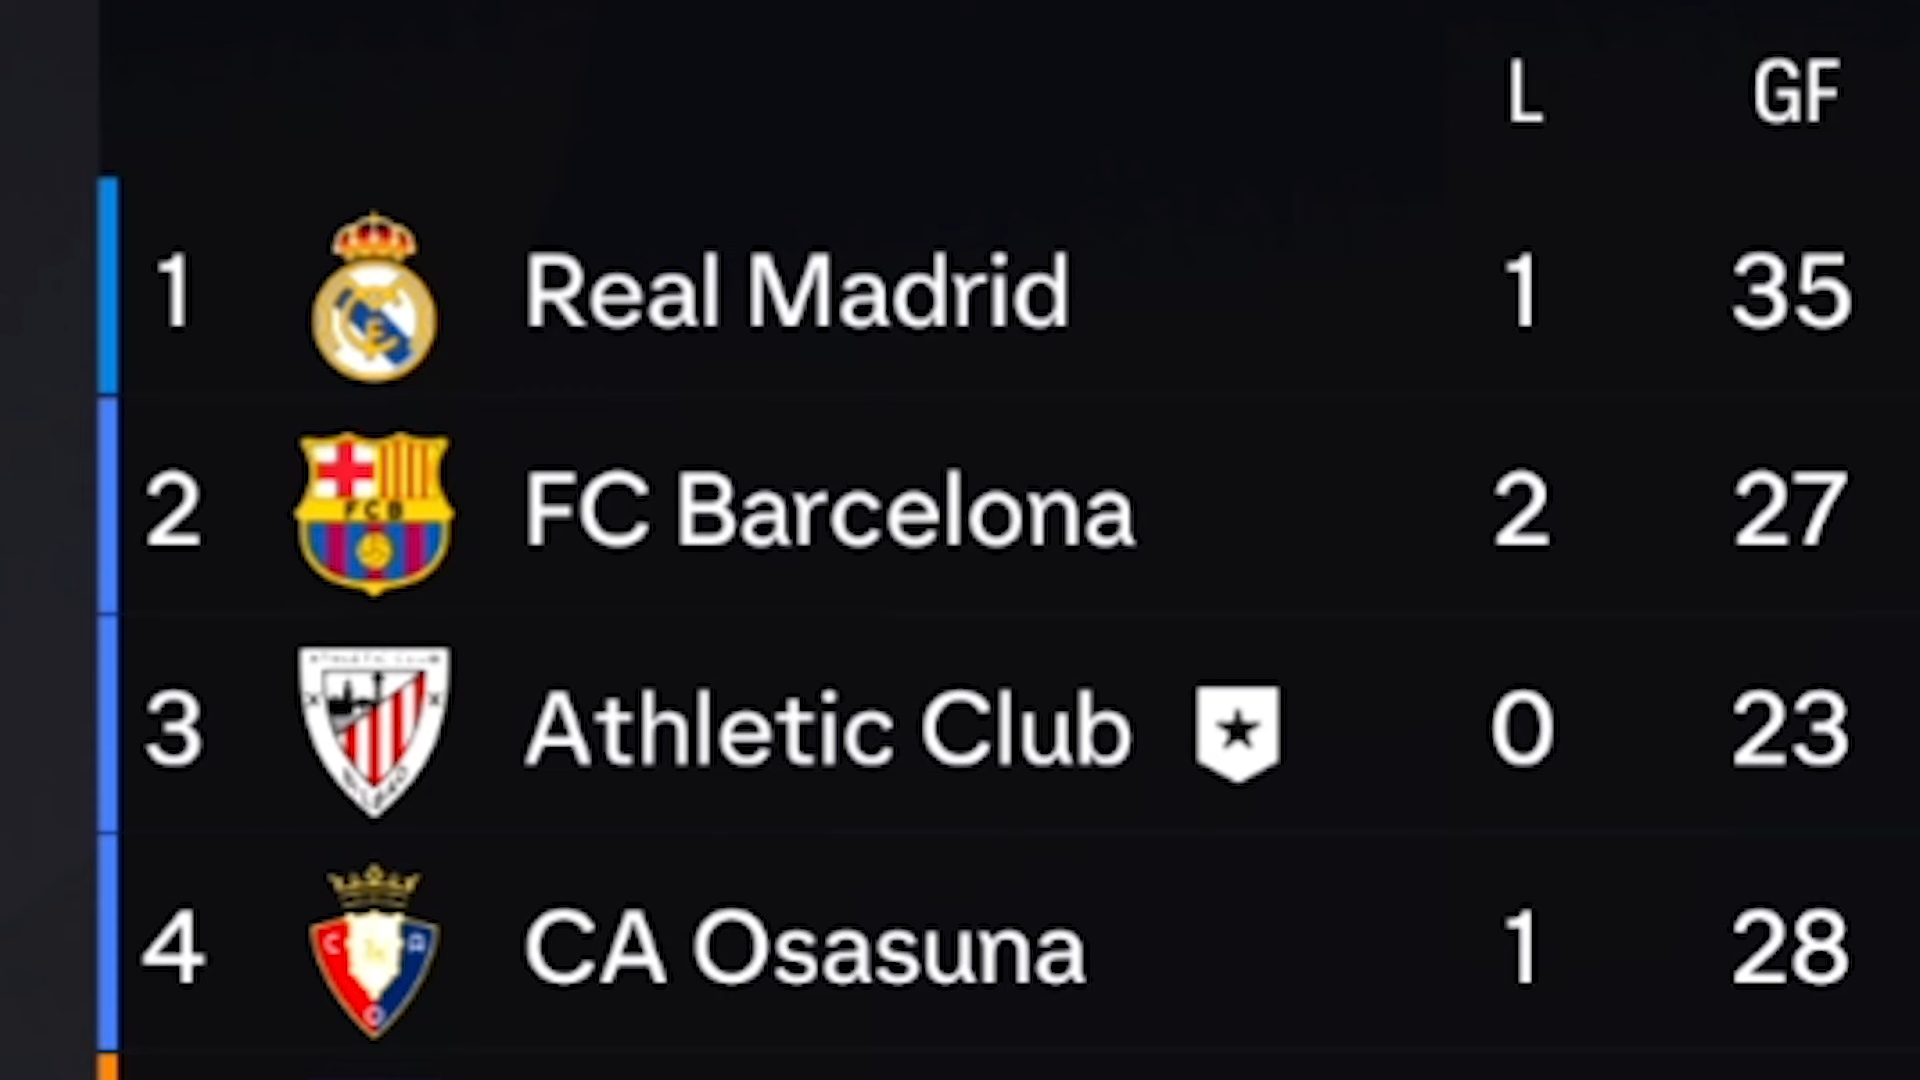 L GF
1 Real Madrid 1 35
2 FCB FC Barcelona 2 27
3 Athletic Club 0 23
4 CA Osasuna 1 28